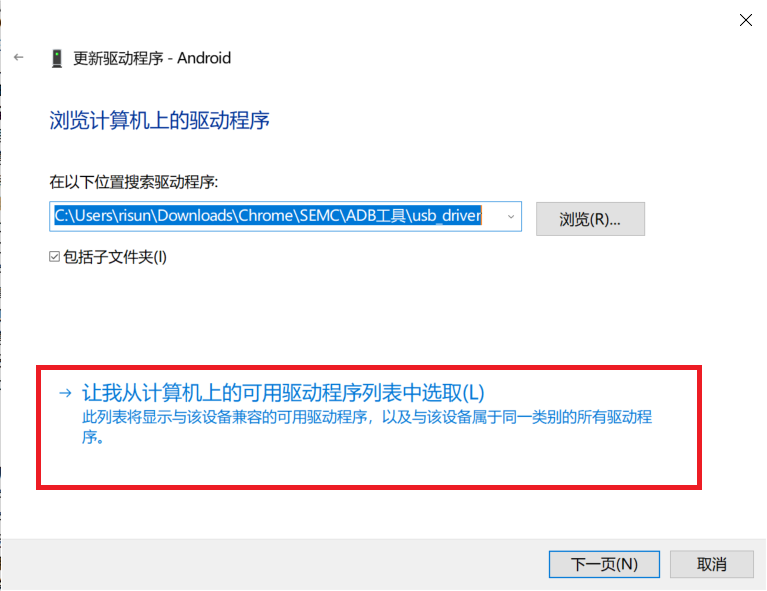 更新驱动程序 - Android
浏览计算机上的驱动程序
在以下位置搜索驱动程序:
C:\Users\risun\Downloads\Chrome\SEMC\ADB工具\usb_driver
浏览(R)...
包括子文件夹(I)
让我从计算机上的可用驱动程序列表中选取(L)
此列表将显示与该设备兼容的可用驱动程序，以及与该设备属于同一类别的所有驱动程
序。
下一页(N)
取消